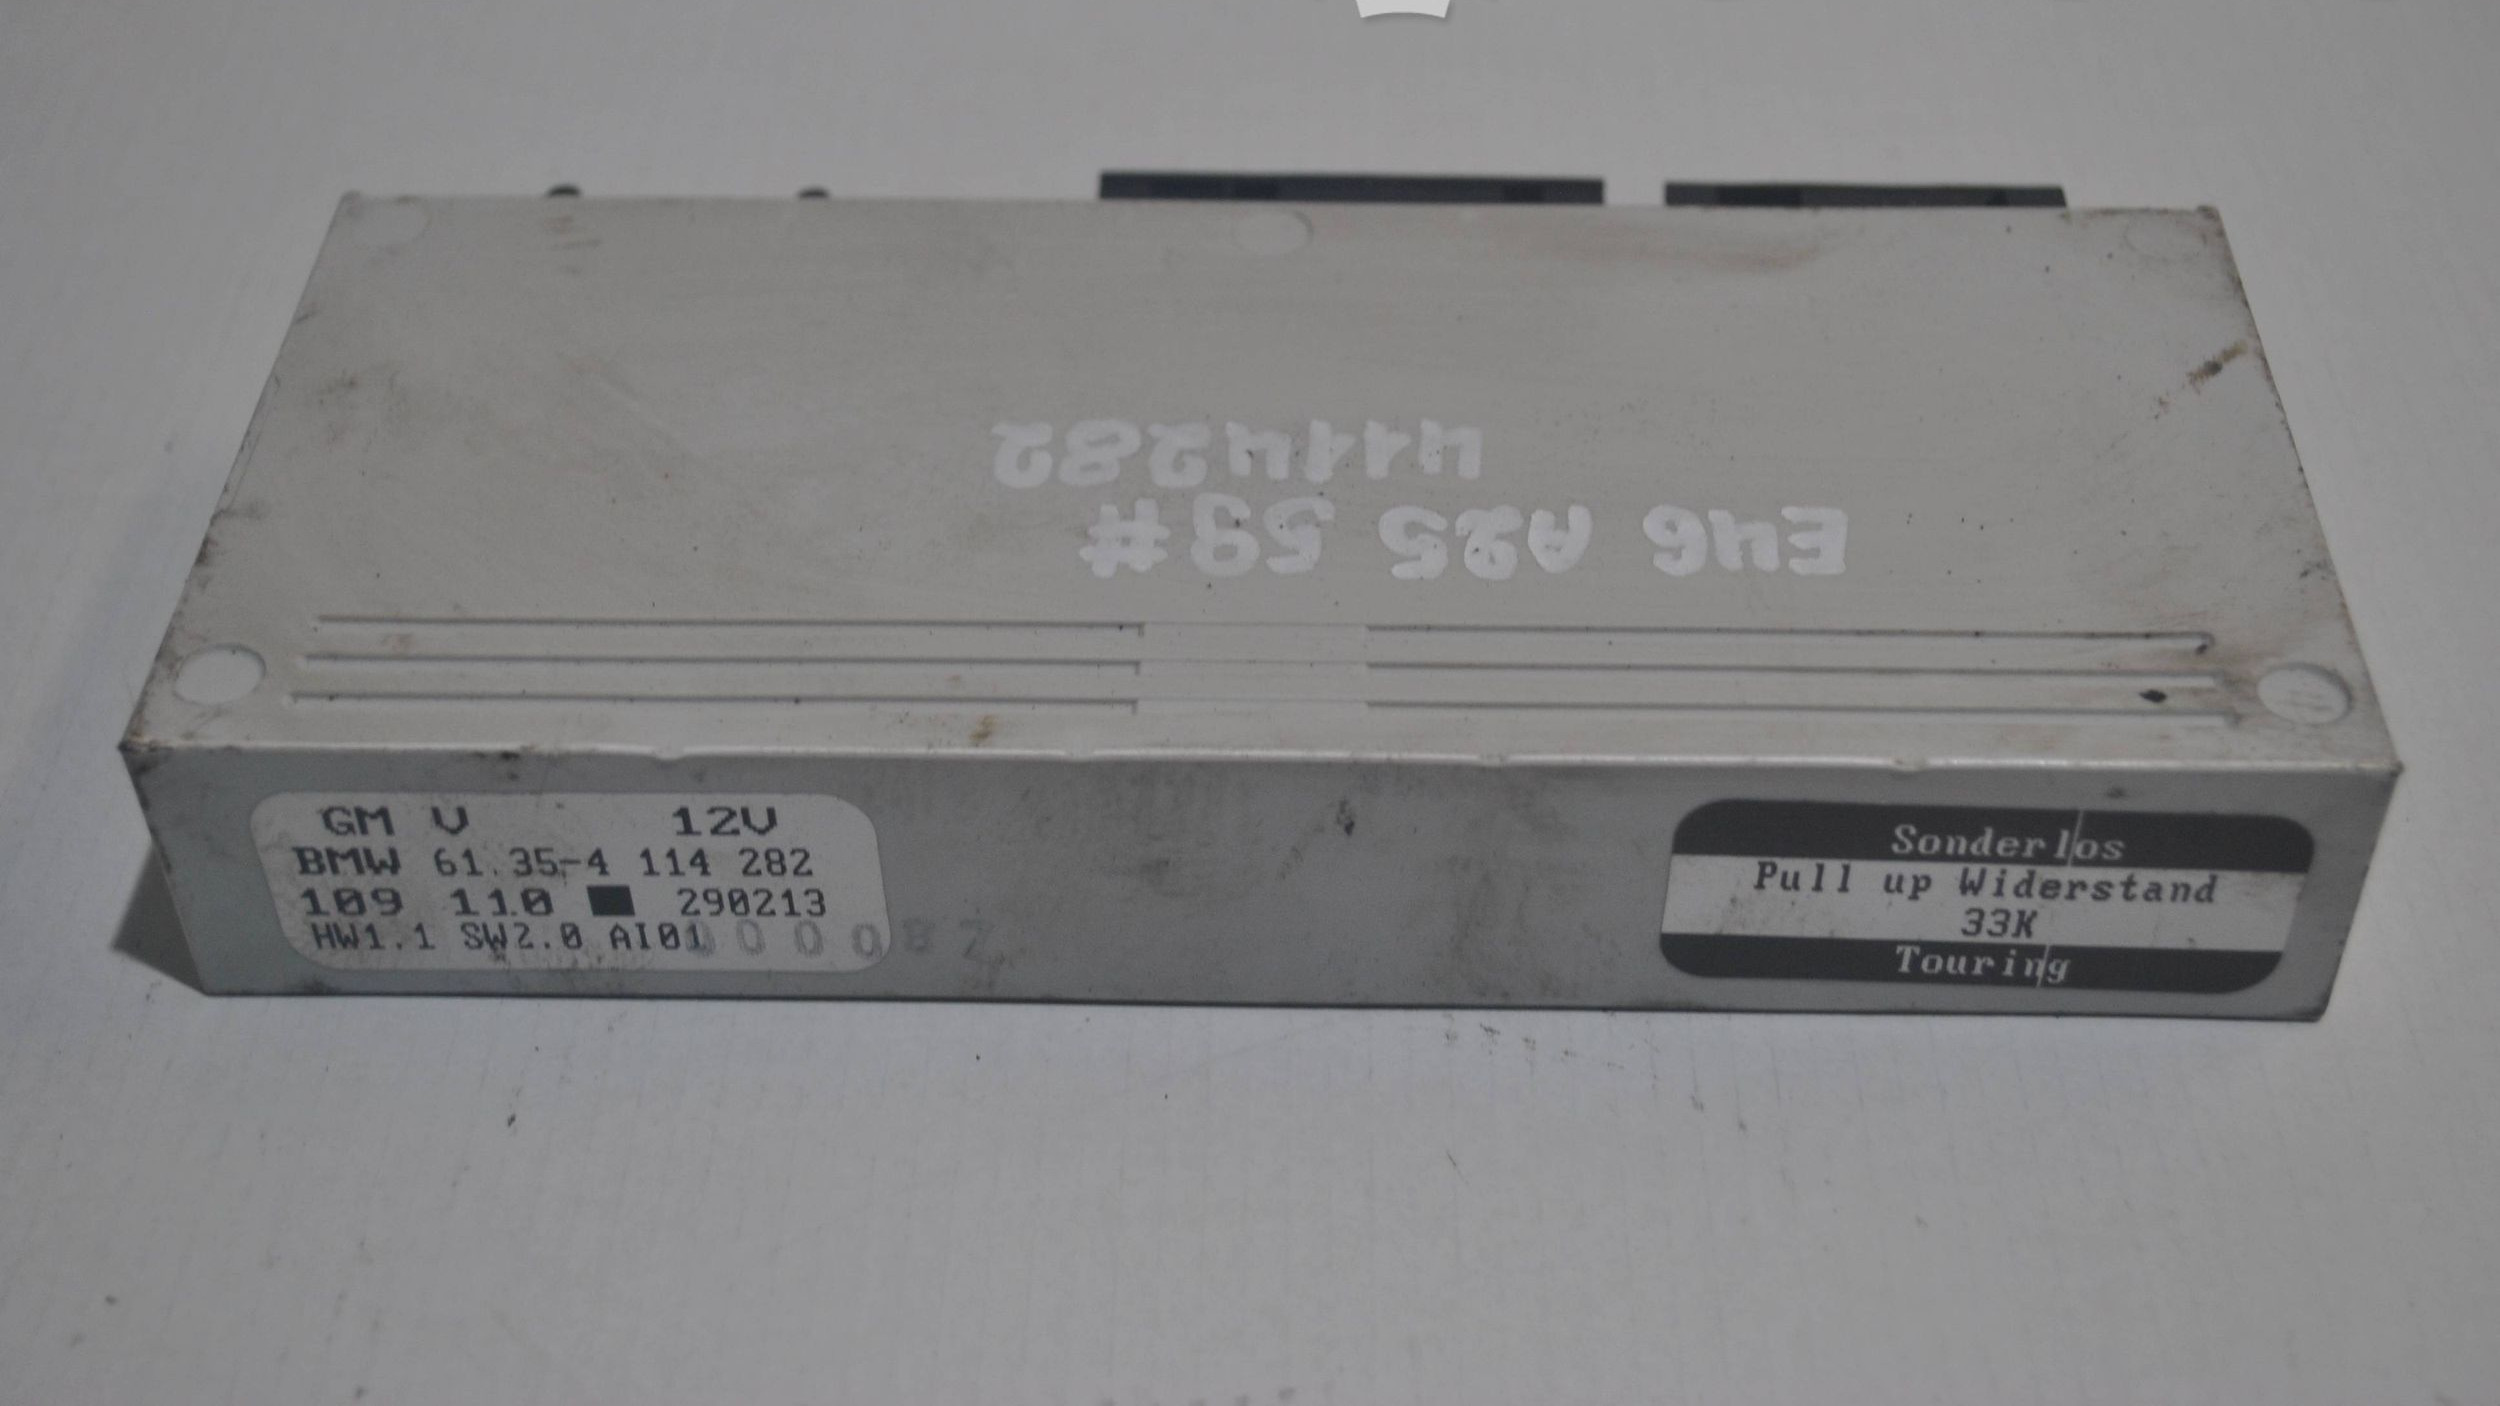 4114282
E46 A25 59#
GM V 12V
BMW 61.35-4 114 282
109 110 290213
HW1.1 SW2.0 AI01
Sonderlos
Pull up Widerstand
33K
Touring